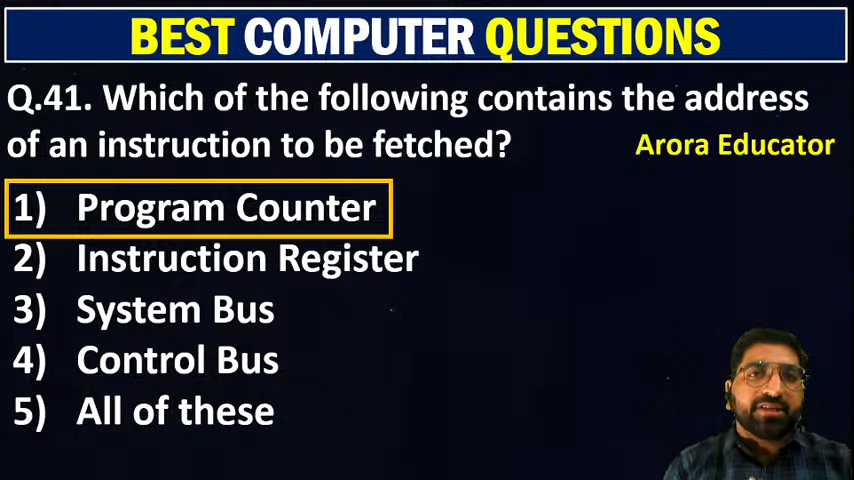 BEST COMPUTER QUESTIONS
Q.41. Which of the following contains the address
of an instruction to be fetched?
Arora Educator
1) Program Counter
2) Instruction Register
3) System Bus
4) Control Bus
5) All of these